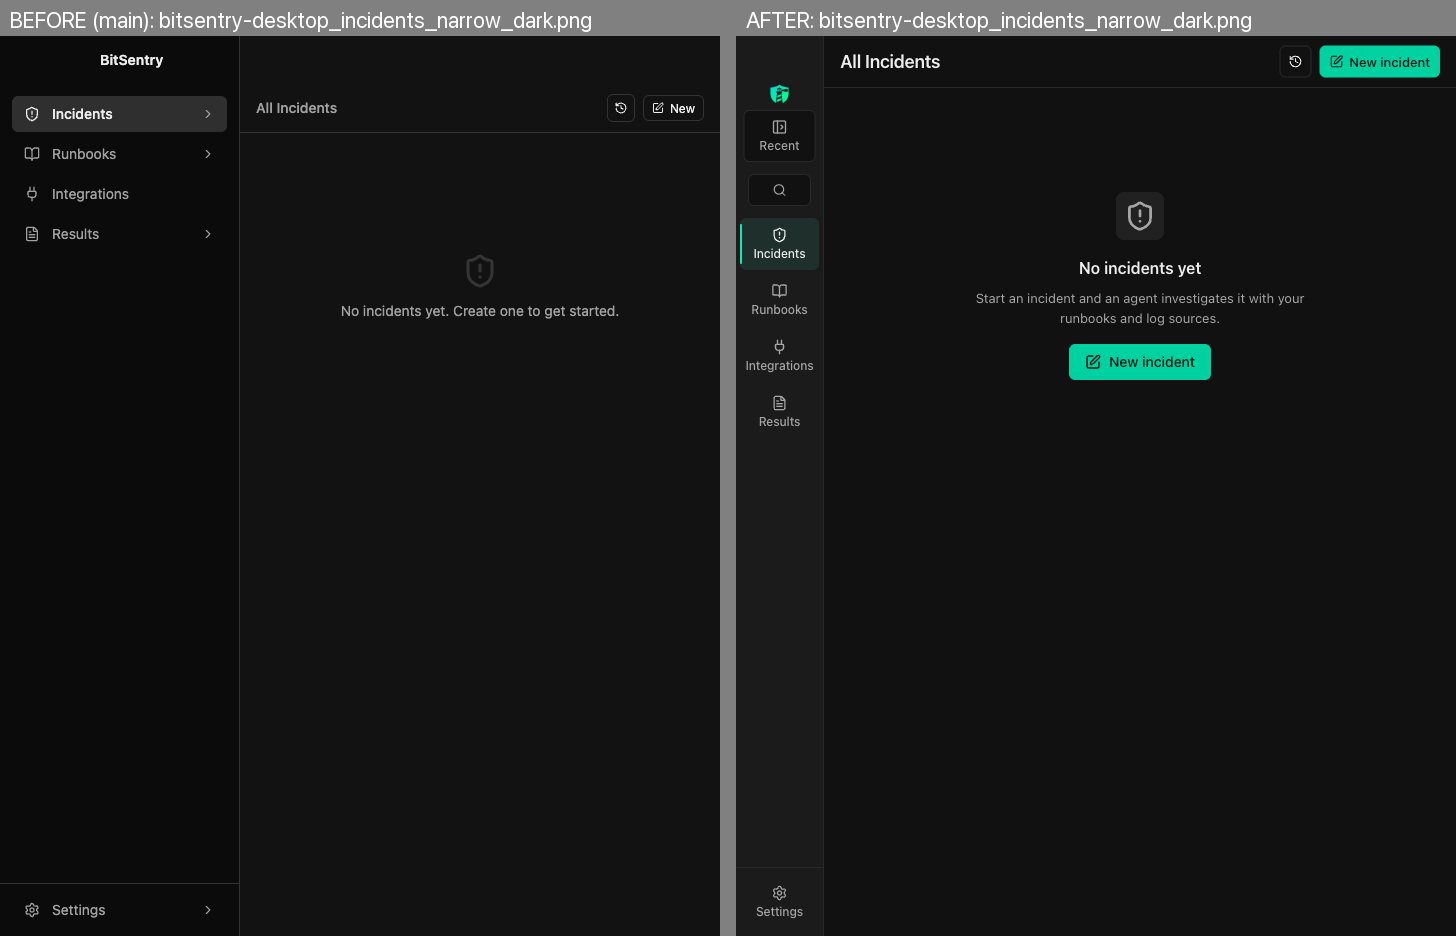 BEFORE (main): bitsentry-desktop_incidents_narrow_dark.png
BitSentry
Incidents
Runbooks
Integrations
Results
Settings
All Incidents
New
No incidents yet. Create one to get started.
AFTER: bitsentry-desktop_incidents_narrow_dark.png
Recent
Incidents
Runbooks
Integrations
Results
Settings
All Incidents
New incident
No incidents yet
Start an incident and an agent investigates it with your
runbooks and log sources.
New incident